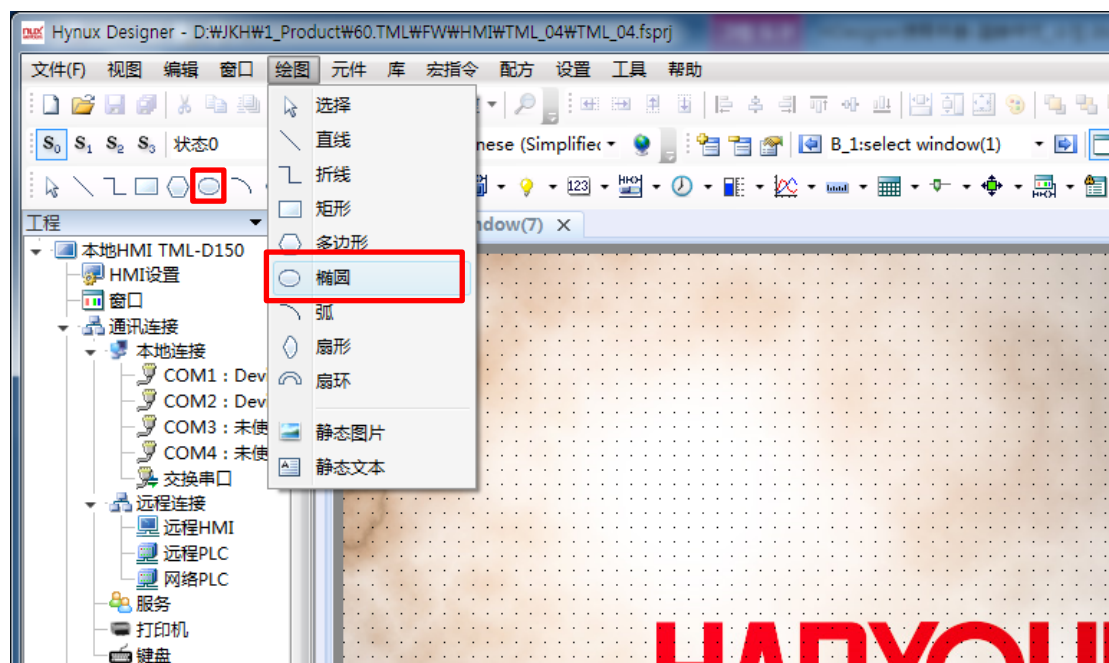 Hynux Designer - D:₩JKH₩1_Product₩60.TML₩FW₩HMI₩TML_04₩TML_04.fsprj
文件(F) 视图 编辑 窗口 绘图 元件 库 宏指令 配方 设置 工具 帮助
S0 S1 S2 S3 状态0
nese (Simplified
B_1:select window(1)
选择
直线
折线
矩形
多边形
椭圆
弧
扇形
扇环
静态图片
静态文本
ndow(7)
工程
本地HMI TML-D150
HMI设置
窗口
通讯连接
本地连接
COM1 : Devi
COM2 : Devi
COM3 : 未使
COM4 : 未使
交换串口
远程连接
远程HMI
远程PLC
网络PLC
服务
打印机
键盘
HANYOUN